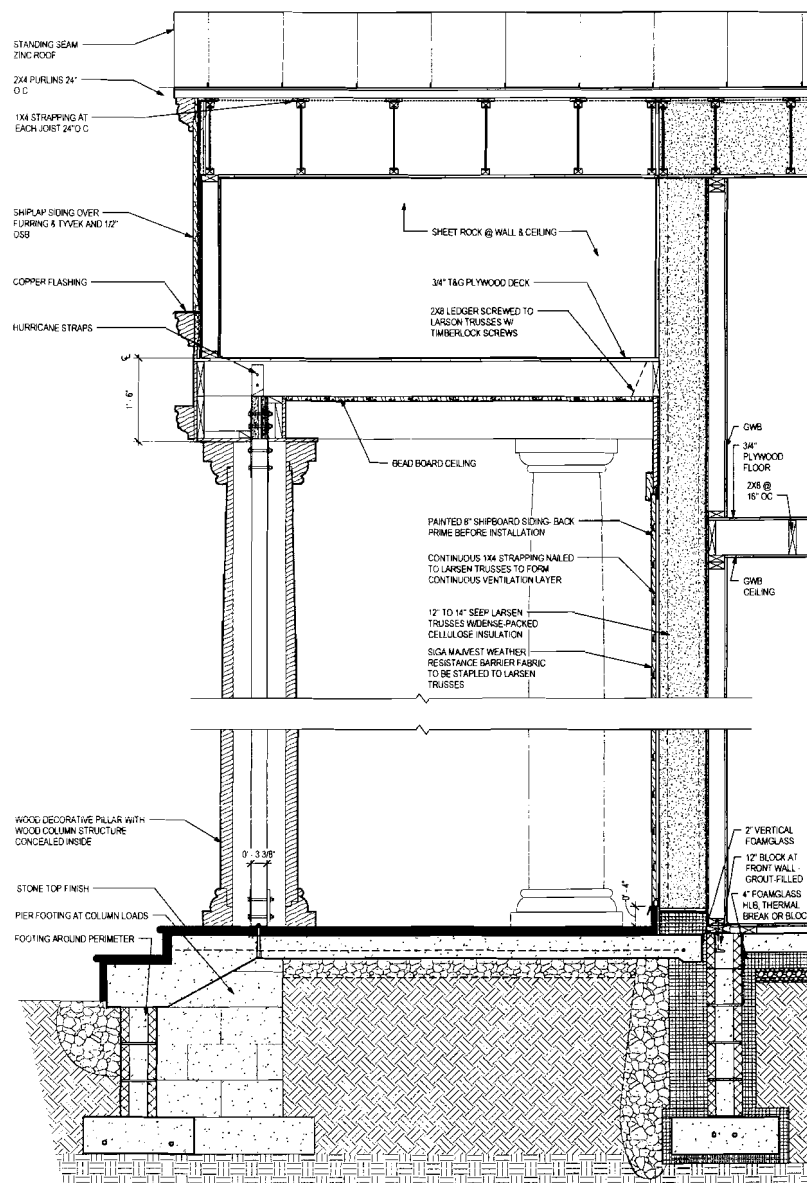 STANDING SEAM
ZINC ROOF
2X4 PURLINS 24"
O C
1X4 STRAPPING AT
EACH JOIST 24"O C
SHIPLAP SIDING OVER
FURRING & TYVEK AND 1/2"
OSB
SHEET ROCK @ WALL & CEILING
COPPER FLASHING
3/4" T&G PLYWOOD DECK
HURRICANE STRAPS
2X8 LEDGER SCREWED TO
LARSON TRUSSES W/
TIMBERLOCK SCREWS
1' - 6"
BEAD BOARD CEILING
GWB
3/4"
PLYWOOD
FLOOR
2X8 @
16" OC
PAINTED 8" SHIPBOARD SIDING- BACK
PRIME BEFORE INSTALLATION
CONTINUOUS 1X4 STRAPPING NAILED
TO LARSEN TRUSSES TO FORM
CONTINUOUS VENTILATION LAYER
GWB
CEILING
12" TO 14" SEEP LARSEN
TRUSSES W/DENSE-PACKED
CELLULOSE INSULATION
SIGA MAJVEST WEATHER
RESISTANCE BARRIER FABRIC
TO BE STAPLED TO LARSEN
TRUSSES
WOOD DECORATIVE PILLAR WITH
WOOD COLUMN STRUCTURE
CONCEALED INSIDE
0' - 3 3/8"
2" VERTICAL
FOAMGLASS
12" BLOCK AT
FRONT WALL -
GROUT-FILLED
STONE TOP FINISH
0' - 4"
4" FOAMGLASS
HLB, THERMAL
BREAK OR BLOC
PIER FOOTING AT COLUMN LOADS
FOOTING AROUND PERIMETER